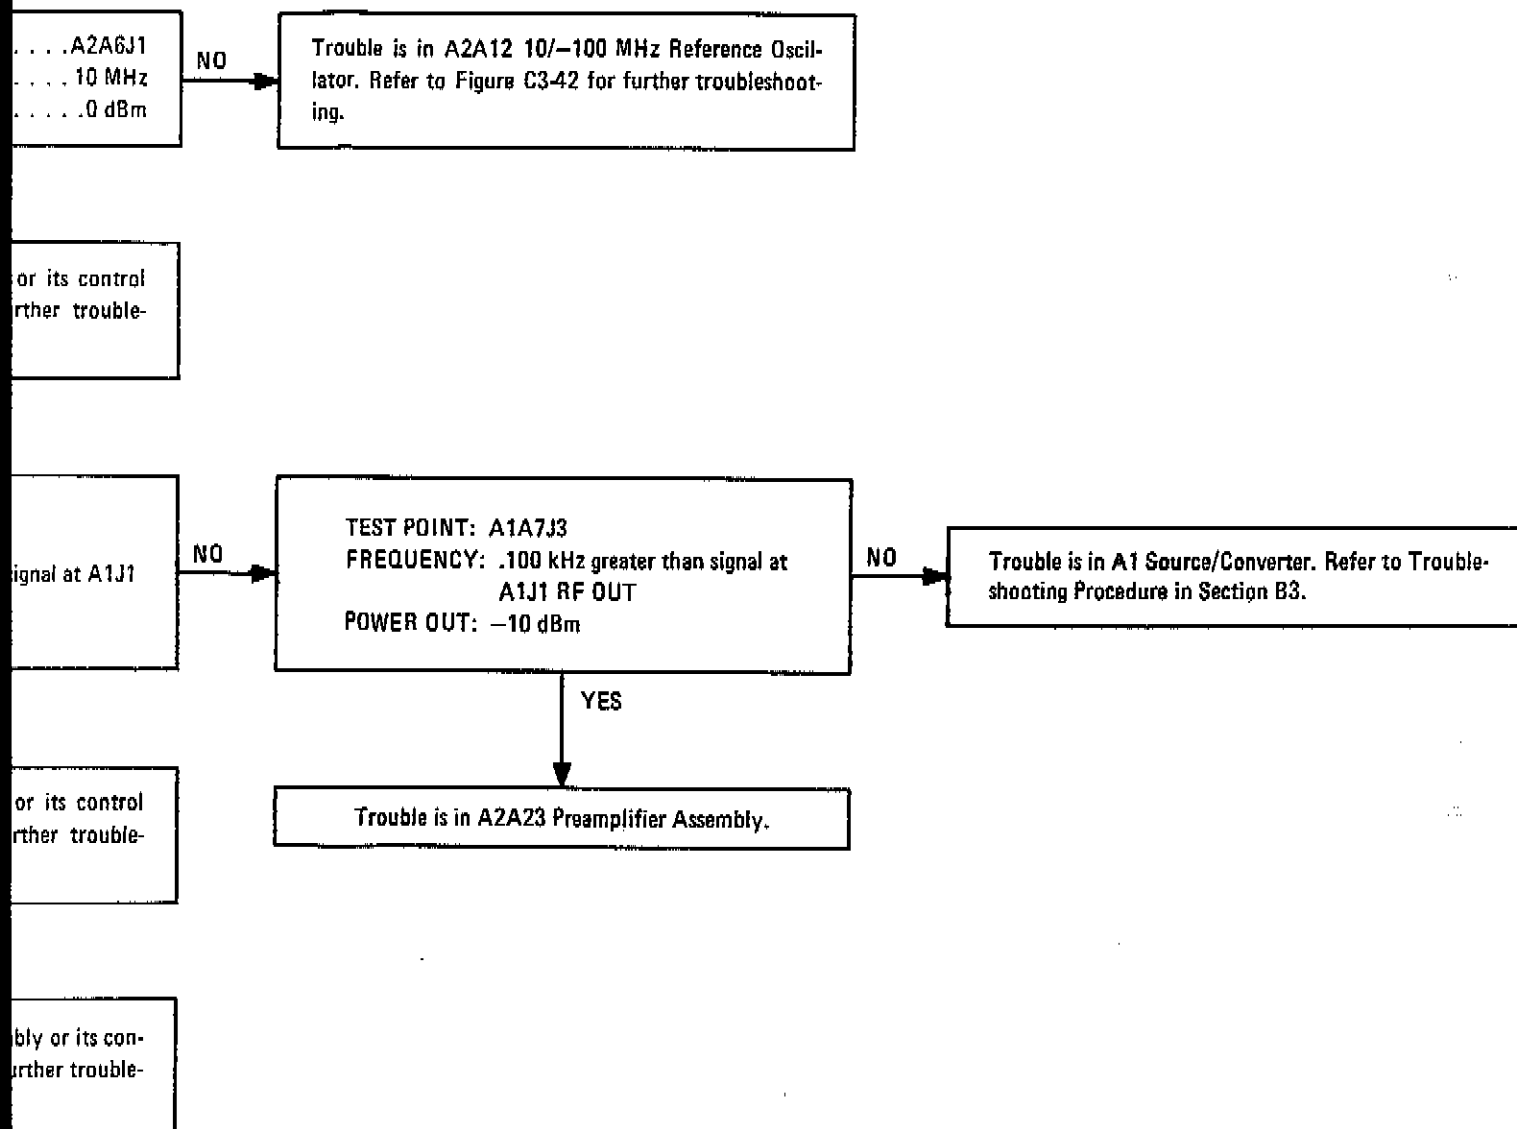 ....A2A6J1
....10 MHz
.....0 dBm
NO
Trouble is in A2A12 10/–100 MHz Reference Oscil-
lator. Refer to Figure C3-42 for further troubleshoot-
ing.
or its control
rther trouble-
ignal at A1J1
NO
TEST POINT: A1A7J3
FREQUENCY: .100 kHz greater than signal at
A1J1 RF OUT
POWER OUT: –10 dBm
NO
Trouble is in A1 Source/Converter. Refer to Trouble-
shooting Procedure in Section B3.
YES
Trouble is in A2A23 Preamplifier Assembly.
or its control
rther trouble-
bly or its con-
urther trouble-